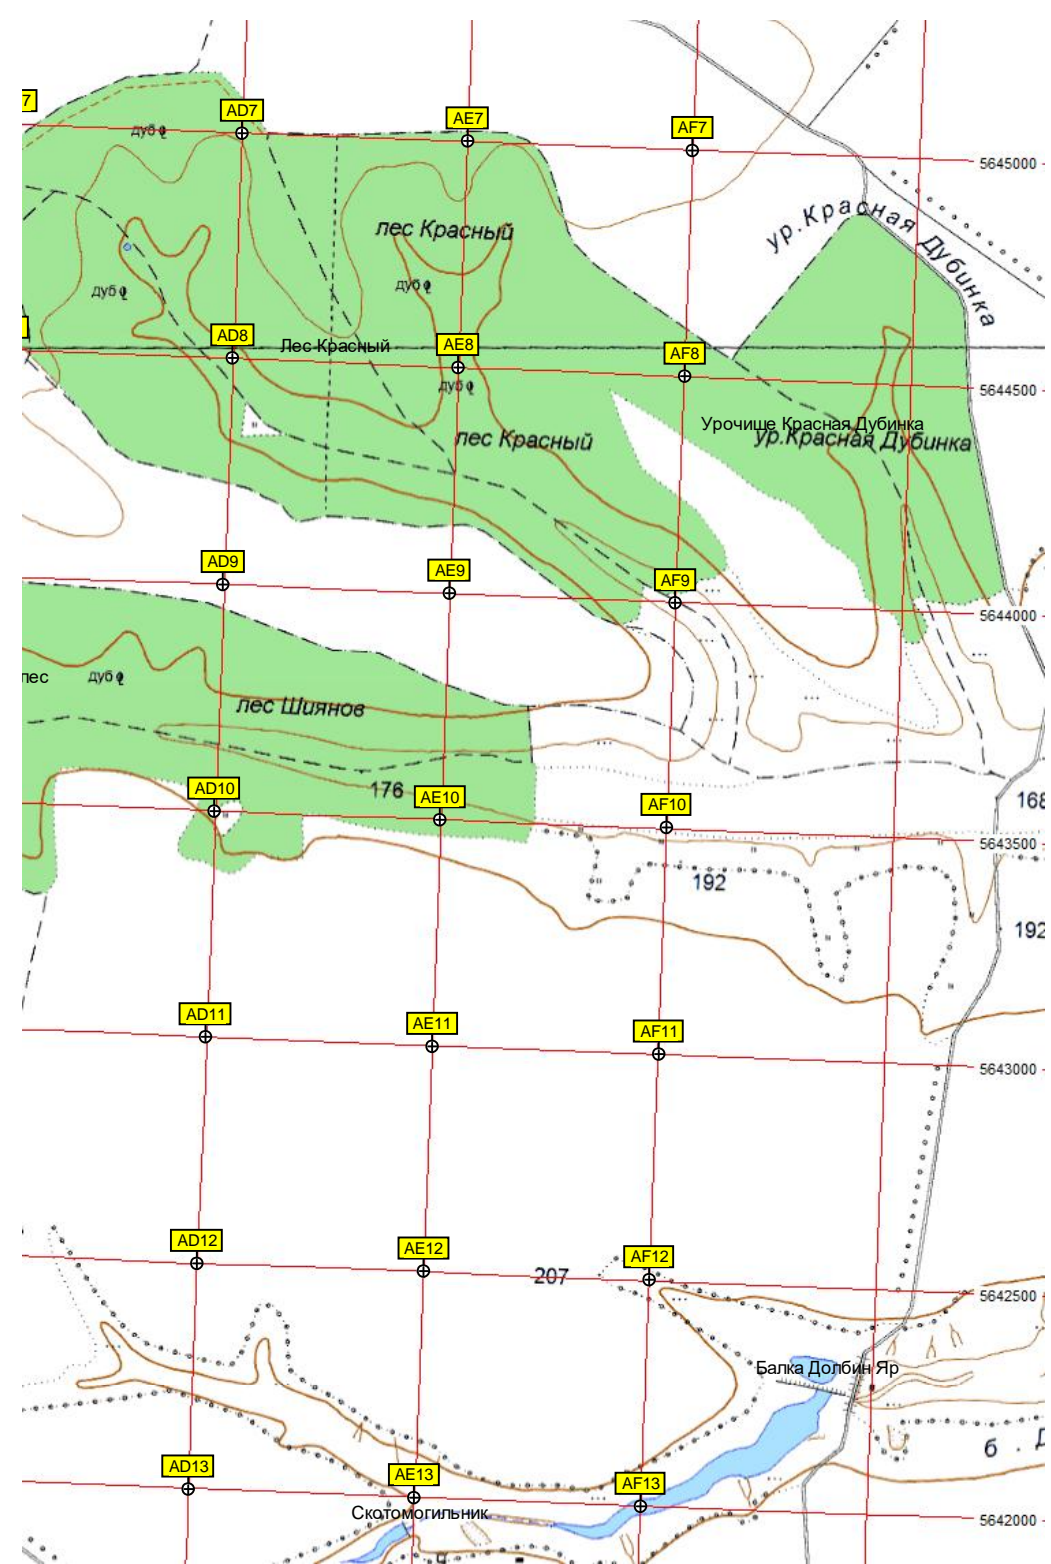 7
AD7
AE7
AF7
дуб
5645000
ур. Красная Дубинка
лес Красный
дуб
дуб
AD8
Лес Красный
AE8
AF8
дуб
5644500
Урочище Красная Дубинка
лес Красный
ур.Красная Дубинка
AD9
AE9
AF9
5644000
лес
дуб
лес Шиянов
AD10
176
AE10
AF10
168
5643500
192
192
AD11
AE11
AF11
5643000
AD12
AE12
AF12
207
5642500
Балка Долбин Яр
б . Д
AD13
AE13
AF13
Скотомогильник
5642000